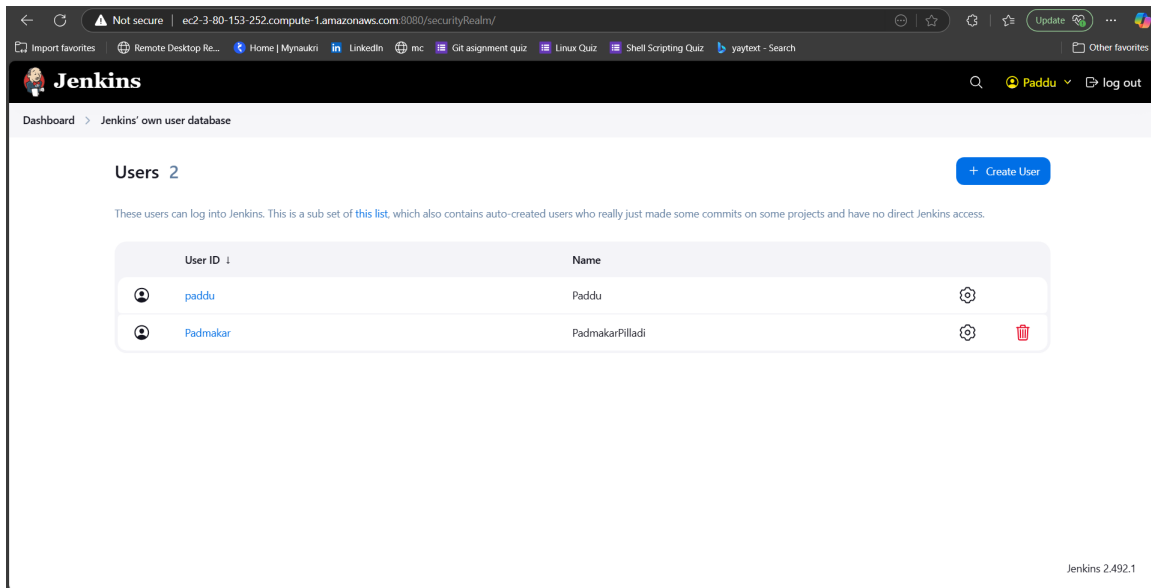 Not secure ec2-3-80-153-252.compute-1.amazonaws.com:8080/securityRealm/ Update
Import favorites Remote Desktop Re... Home | Mynaukri in LinkedIn mc Git asignment quiz Linux Quiz Shell Scripting Quiz yaytext - Search Other favorites
Jenkins Paddu log out
Dashboard > Jenkins' own user database
Users 2 + Create User
These users can log into Jenkins. This is a sub set of this list, which also contains auto-created users who really just made some commits on some projects and have no direct Jenkins access.
User ID ↓ Name
paddu Paddu
Padmakar PadmakarPilladi
Jenkins 2.492.1